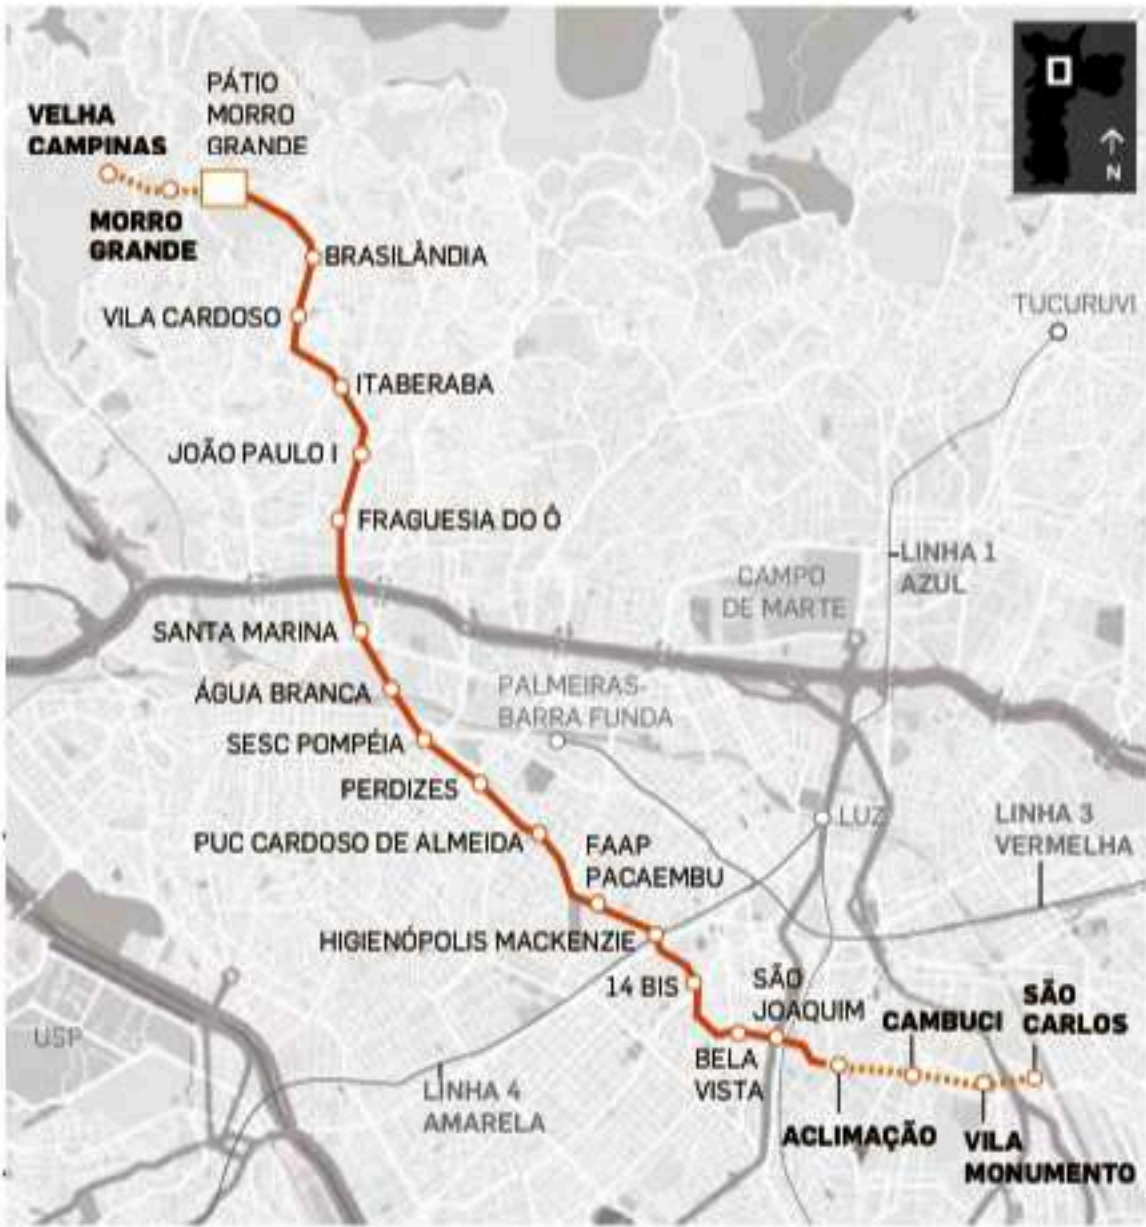 PÁTIO
MORRO
GRANDE
VELHA
CAMPINAS
MORRO
GRANDE
N
BRASILÂNDIA
VILA CARDOSO
TUCURUVI
ITABERABA
JOÃO PAULO I
FRAGUESIA DO Ô
LINHA 1
AZUL
CAMPO
DE MARTE
SANTA MARINA
ÁGUA BRANCA
PALMEIRAS-
BARRA FUNDA
SESC POMPÉIA
PERDIZES
PUC CARDOSO DE ALMEIDA
LUZ
LINHA 3
VERMELHA
FAAP
PACAEMBU
HIGIENÓPOLIS MACKENZIE
14 BIS
SÃO
JOAQUIM
CAMBUCI
SÃO
CARLOS
USP
BELA
VISTA
LINHA 4
AMARELA
ACLIMAÇÃO
VILA
MONUMENTO